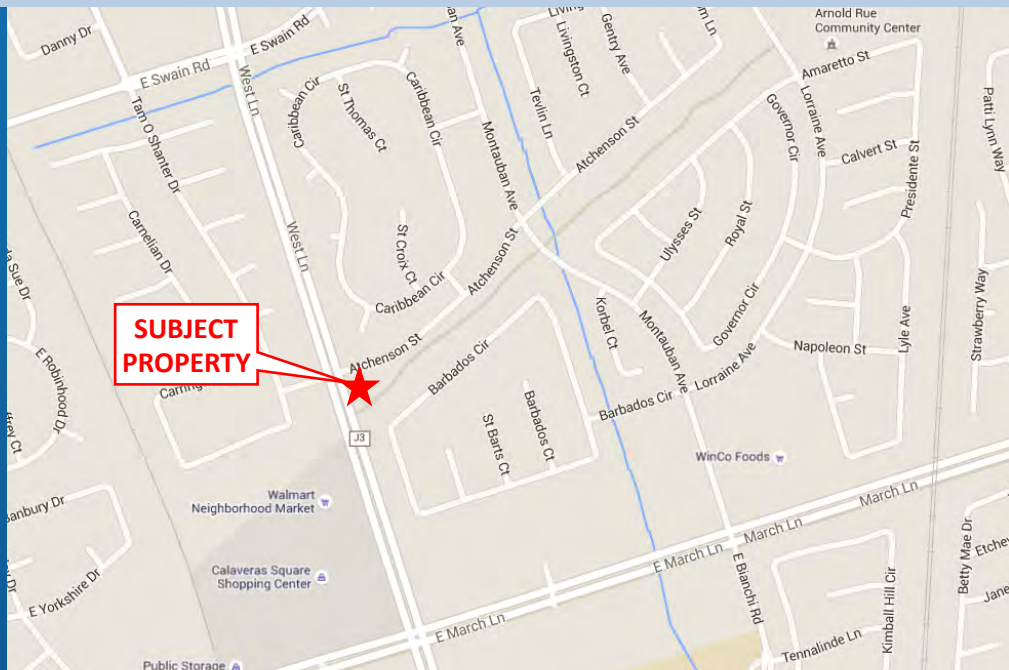 Danny Dr
E Swain Rd
E Swain Rd
West Ln
Tam O Shanter Dr
Caribbean Cir
St Thomas Ct
Caribbean Cir
Montauban Ave
Tevlin Ln
Livingston Ct
Gentry Ave
Arnold Rue
Community Center
Amaretto St
Lorraine Ave
Governor Cir
Calvert St
Presidente St
Patti Lynn Way
Atchenson St
Carnelian Dr
West Ln
St Croix Ct
Caribbean Cir
Atchenson St
Ulysses St
Royal St
Governor Cir
Korbel Ct
Montauban Ave
Napoleon St
Lyle Ave
Strawberry Way
SUBJECT
PROPERTY
Atchenson St
Barbados Cir
E Robinhood Dr
Barbados Cir
Lorraine Ave
St Barts Ct
Barbados Ct
J3
WinCo Foods
Walmart
Neighborhood Market
March Ln
March Ln
E March Ln
Calaveras Square
Shopping Center
E Yorkshire Dr
E March Ln
E Bianchi Rd
Kimball Hill Cir
Betty Mae Dr
Tennalinde Ln
Public Storage